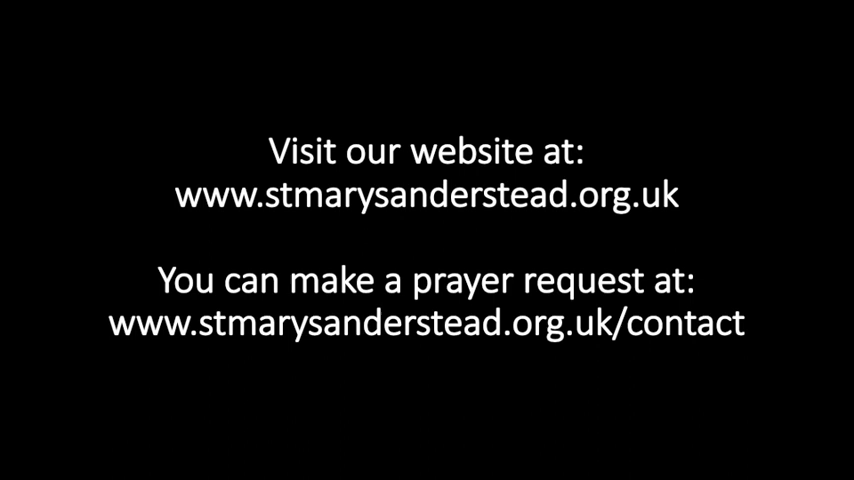 Visit our website at:
www.stmarysanderstead.org.uk
You can make a prayer request at:
www.stmarysanderstead.org.uk/contact